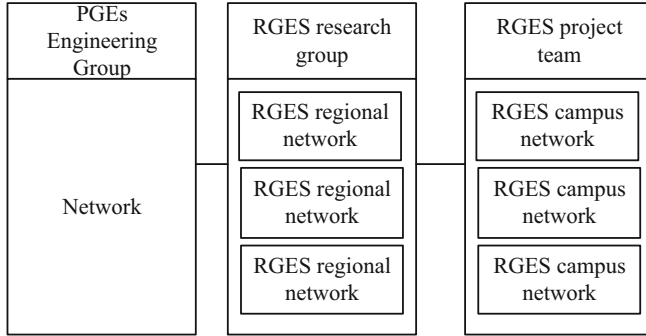 PGEs
Engineering
Group
Network
RGES research
group
RGES regional
network
RGES regional
network
RGES regional
network
RGES project
team
RGES campus
network
RGES campus
network
RGES campus
network